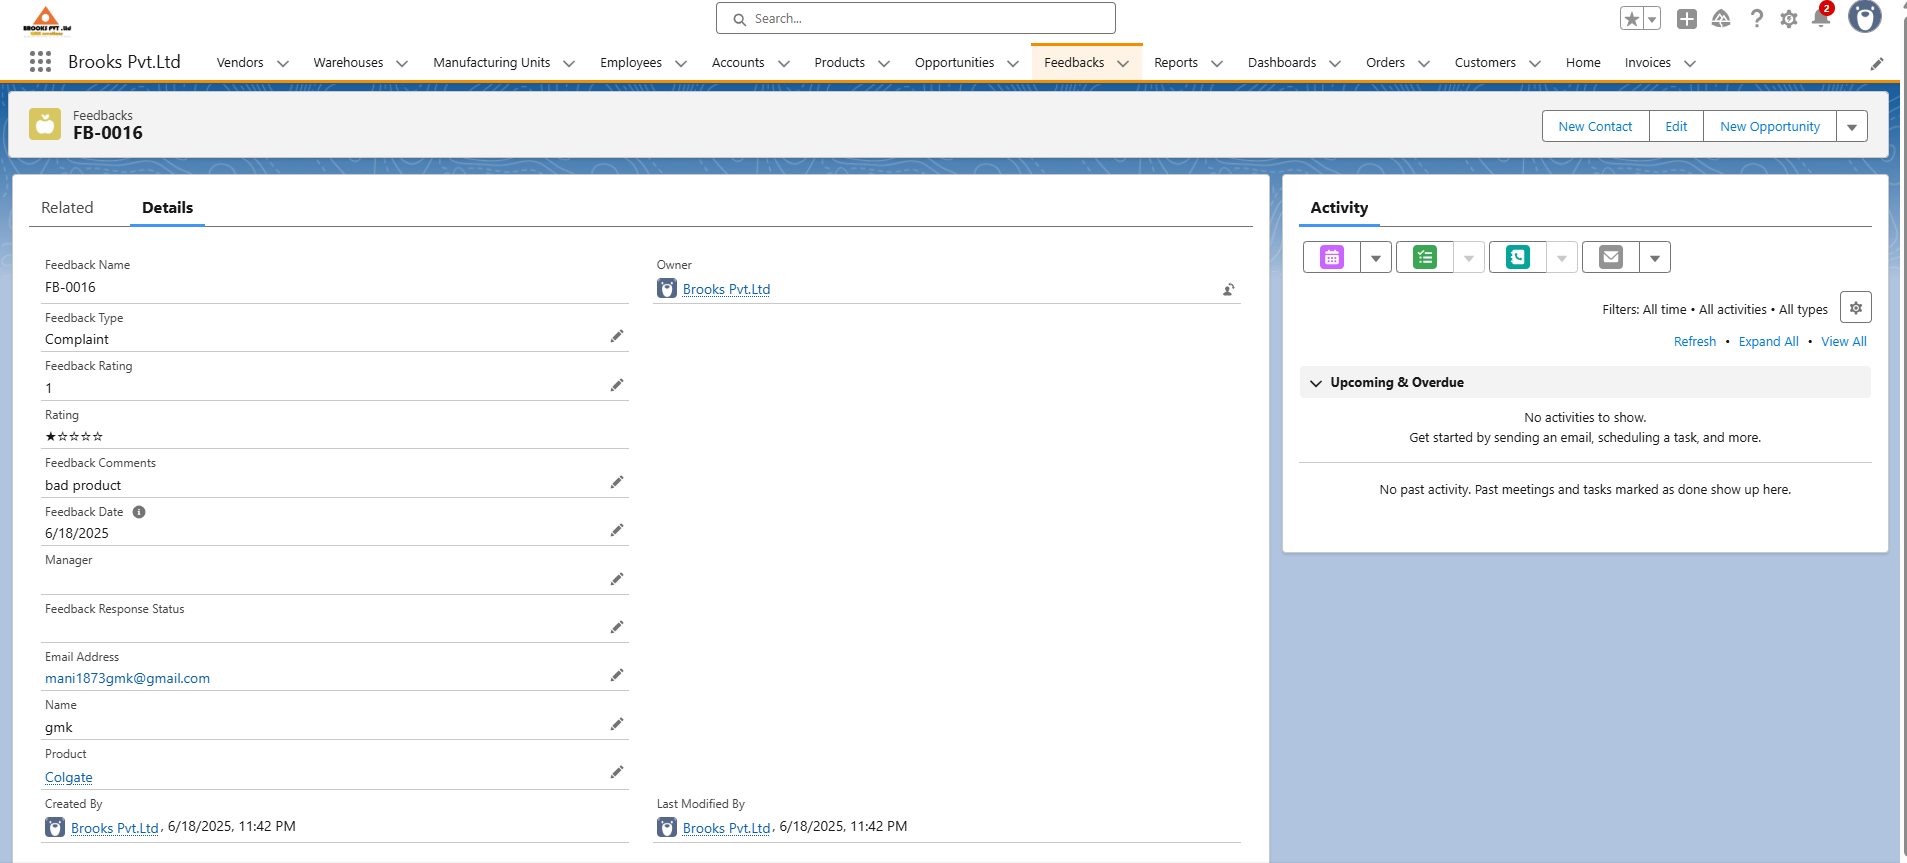 BROOKS PVT .ltd
Search...
2
Brooks Pvt.Ltd
Vendors
Warehouses
Manufacturing Units
Employees
Accounts
Products
Opportunities
Feedbacks
Reports
Dashboards
Orders
Customers
Home
Invoices
Feedbacks
FB-0016
New Contact
Edit
New Opportunity
Related
Details
Feedback Name
FB-0016
Owner
Brooks Pvt.Ltd
Feedback Type
Complaint
Feedback Rating
1
Rating
★☆☆☆☆
Feedback Comments
bad product
Feedback Date
6/18/2025
Manager
Feedback Response Status
Email Address
mani1873gmk@gmail.com
Name
gmk
Product
Colgate
Created By
Brooks Pvt.Ltd, 6/18/2025, 11:42 PM
Last Modified By
Brooks Pvt.Ltd, 6/18/2025, 11:42 PM
Activity
Filters: All time • All activities • All types
Refresh • Expand All • View All
Upcoming & Overdue
No activities to show.
Get started by sending an email, scheduling a task, and more.
No past activity. Past meetings and tasks marked as done show up here.